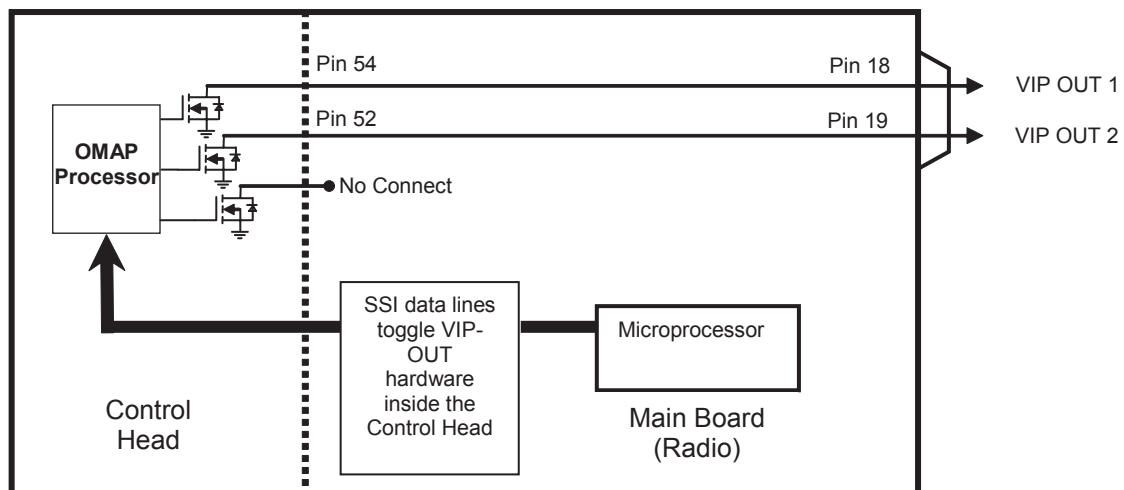 Pin 54
Pin 18
VIP OUT 1
Pin 52
Pin 19
VIP OUT 2
OMAP
Processor
No Connect
SSI data lines
toggle VIP-
OUT
hardware
inside the
Control Head
Microprocessor
Control
Head
Main Board
(Radio)